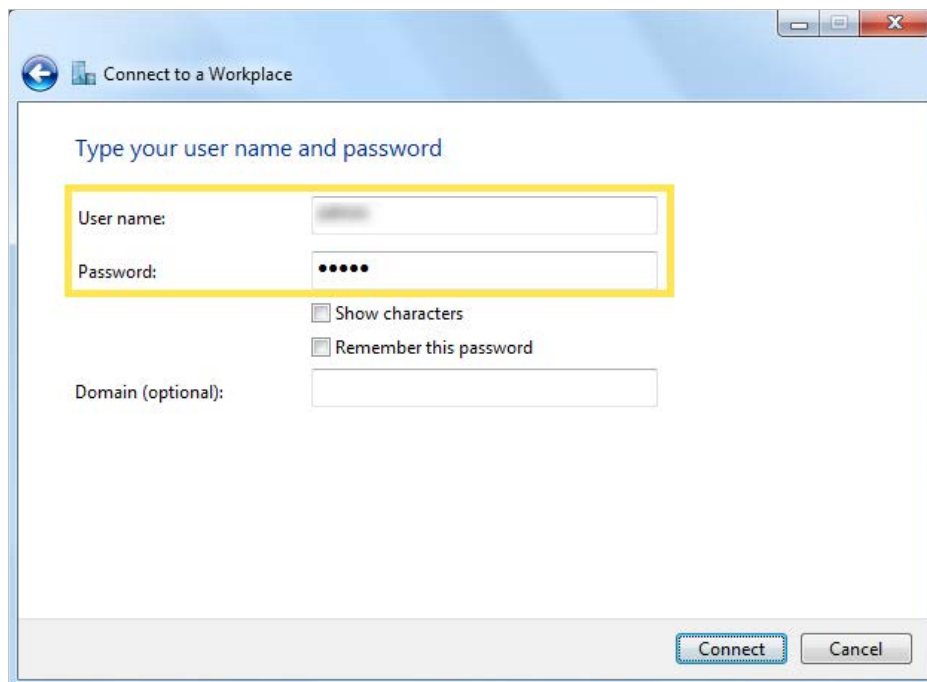 Connect to a Workplace
Type your user name and password
User name:
Password: •••••
Show characters
Remember this password
Domain (optional):
Connect Cancel